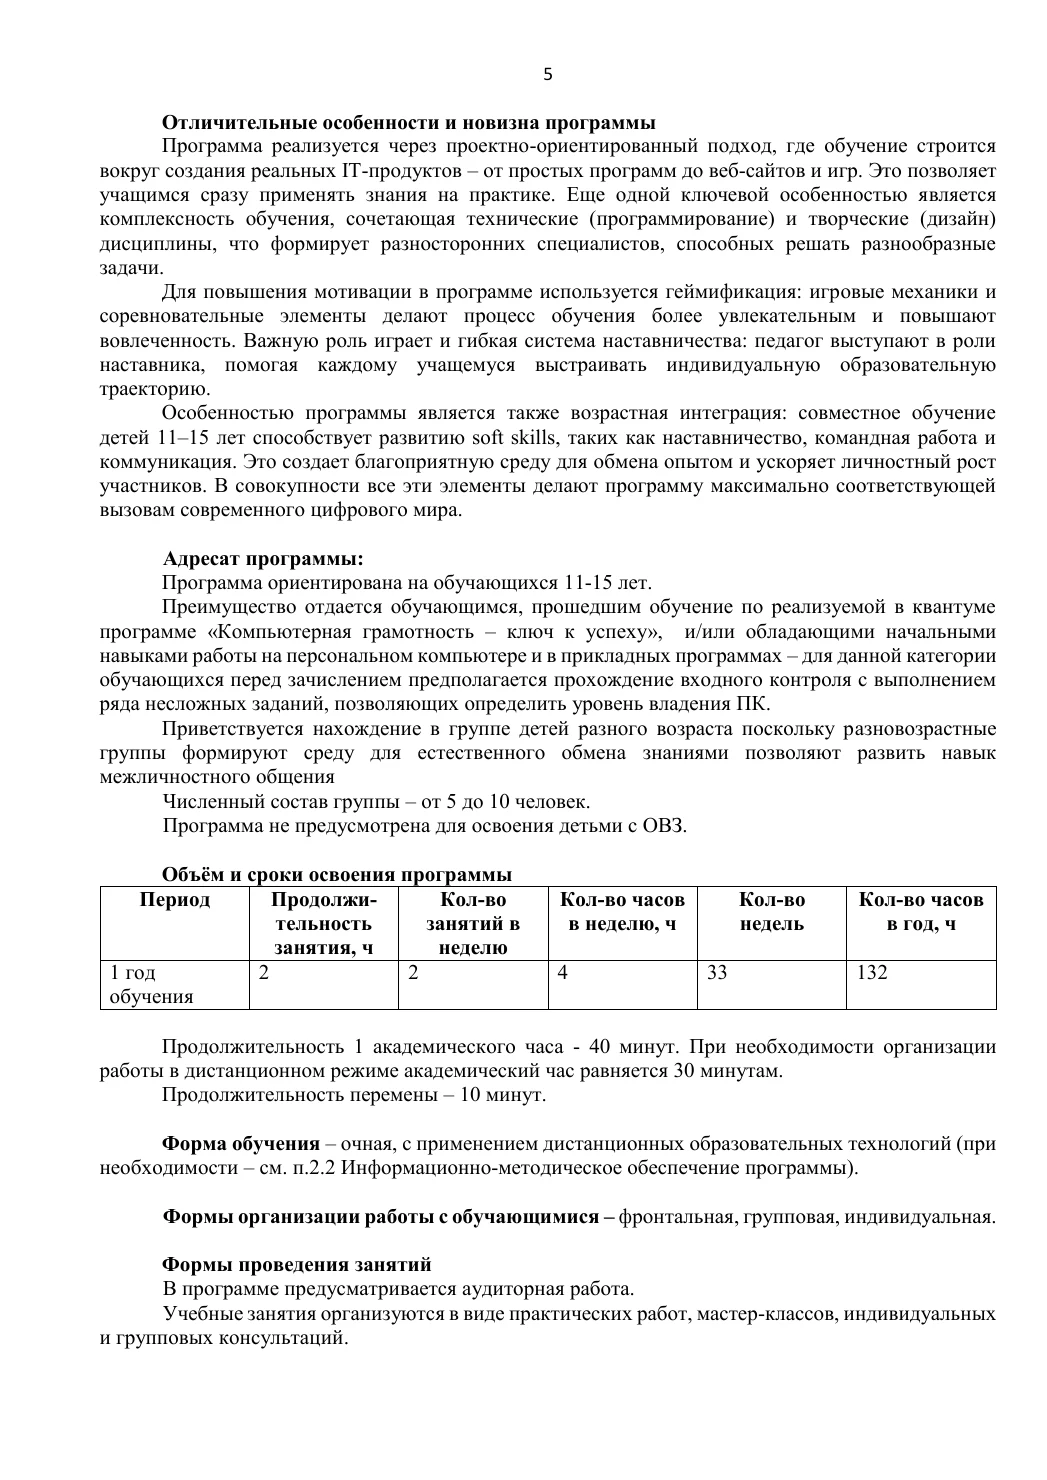 5
Отличительные особенности и новизна программы
Программа реализуется через проектно-ориентированный подход, где обучение строится
вокруг создания реальных IT-продуктов – от простых программ до веб-сайтов и игр. Это позволяет
учащимся сразу применять знания на практике. Еще одной ключевой особенностью является
комплексность обучения, сочетающая технические (программирование) и творческие (дизайн)
дисциплины, что формирует разносторонних специалистов, способных решать разнообразные
задачи.
Для повышения мотивации в программе используется геймификация: игровые механики и
соревновательные элементы делают процесс обучения более увлекательным и повышают
вовлеченность. Важную роль играет и гибкая система наставничества: педагог выступают в роли
наставника, помогая каждому учащемуся выстраивать индивидуальную образовательную
траекторию.
Особенностью программы является также возрастная интеграция: совместное обучение
детей 11–15 лет способствует развитию soft skills, таких как наставничество, командная работа и
коммуникация. Это создает благоприятную среду для обмена опытом и ускоряет личностный рост
участников. В совокупности все эти элементы делают программу максимально соответствующей
вызовам современного цифрового мира.
Адресат программы:
Программа ориентирована на обучающихся 11-15 лет.
Преимущество отдается обучающимся, прошедшим обучение по реализуемой в квантуме
программе «Компьютерная грамотность – ключ к успеху», и/или обладающими начальными
навыками работы на персональном компьютере и в прикладных программах – для данной категории
обучающихся перед зачислением предполагается прохождение входного контроля с выполнением
ряда несложных заданий, позволяющих определить уровень владения ПК.
Приветствуется нахождение в группе детей разного возраста поскольку разновозрастные
группы формируют среду для естественного обмена знаниями позволяют развить навык
межличностного общения
Численный состав группы – от 5 до 10 человек.
Программа не предусмотрена для освоения детьми с ОВЗ.
Объём и сроки освоения программы
Период Продолжи- Кол-во Кол-во часов Кол-во Кол-во часов
тельность занятий в в неделю, ч недель в год, ч
занятия, ч неделю
1 год 2 2 4 33 132
обучения
Продолжительность 1 академического часа - 40 минут. При необходимости организации
работы в дистанционном режиме академический час равняется 30 минутам.
Продолжительность перемены – 10 минут.
Форма обучения – очная, с применением дистанционных образовательных технологий (при
необходимости – см. п.2.2 Информационно-методическое обеспечение программы).
Формы организации работы с обучающимися – фронтальная, групповая, индивидуальная.
Формы проведения занятий
В программе предусматривается аудиторная работа.
Учебные занятия организуются в виде практических работ, мастер-классов, индивидуальных
и групповых консультаций.